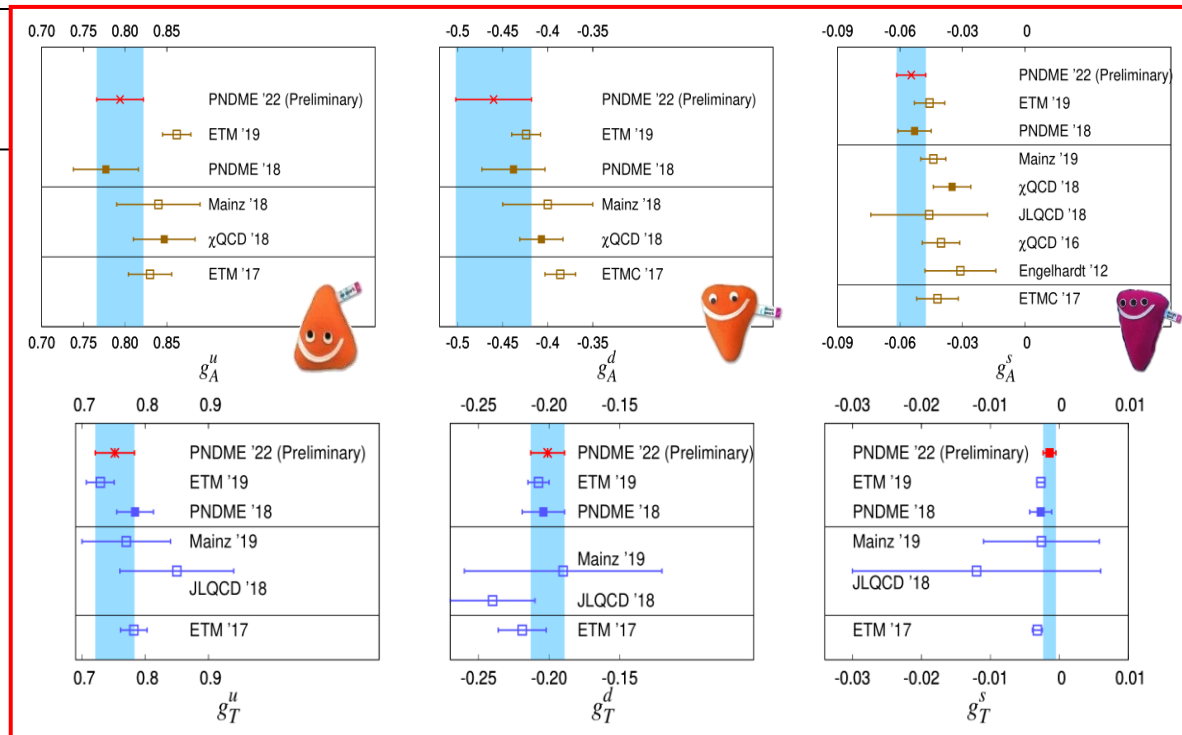 0.70 0.75 0.80 0.85
PNDME '22 (Preliminary)
ETM '19
PNDME '18
Mainz '18
χQCD '18
ETM '17
0.70 0.75 0.80 0.85
g_A^u
-0.5 -0.45 -0.4 -0.35
PNDME '22 (Preliminary)
ETM '19
PNDME '18
Mainz '18
χQCD '18
ETMC '17
-0.5 -0.45 -0.4 -0.35
g_A^d
-0.09 -0.06 -0.03 0
PNDME '22 (Preliminary)
ETM '19
PNDME '18
Mainz '19
χQCD '18
JLQCD '18
χQCD '16
Engelhardt '12
ETMC '17
-0.09 -0.06 -0.03 0
g_A^s
0.7 0.8 0.9
PNDME '22 (Preliminary)
ETM '19
PNDME '18
Mainz '19
JLQCD '18
ETM '17
0.7 0.8 0.9
g_T^u
-0.25 -0.20 -0.15
PNDME '22 (Preliminary)
ETM '19
PNDME '18
Mainz '19
JLQCD '18
ETM '17
-0.25 -0.20 -0.15
g_T^d
-0.03 -0.02 -0.01 0 0.01
PNDME '22 (Preliminary)
ETM '19
PNDME '18
Mainz '19
JLQCD '18
ETM '17
-0.03 -0.02 -0.01 0 0.01
g_T^s